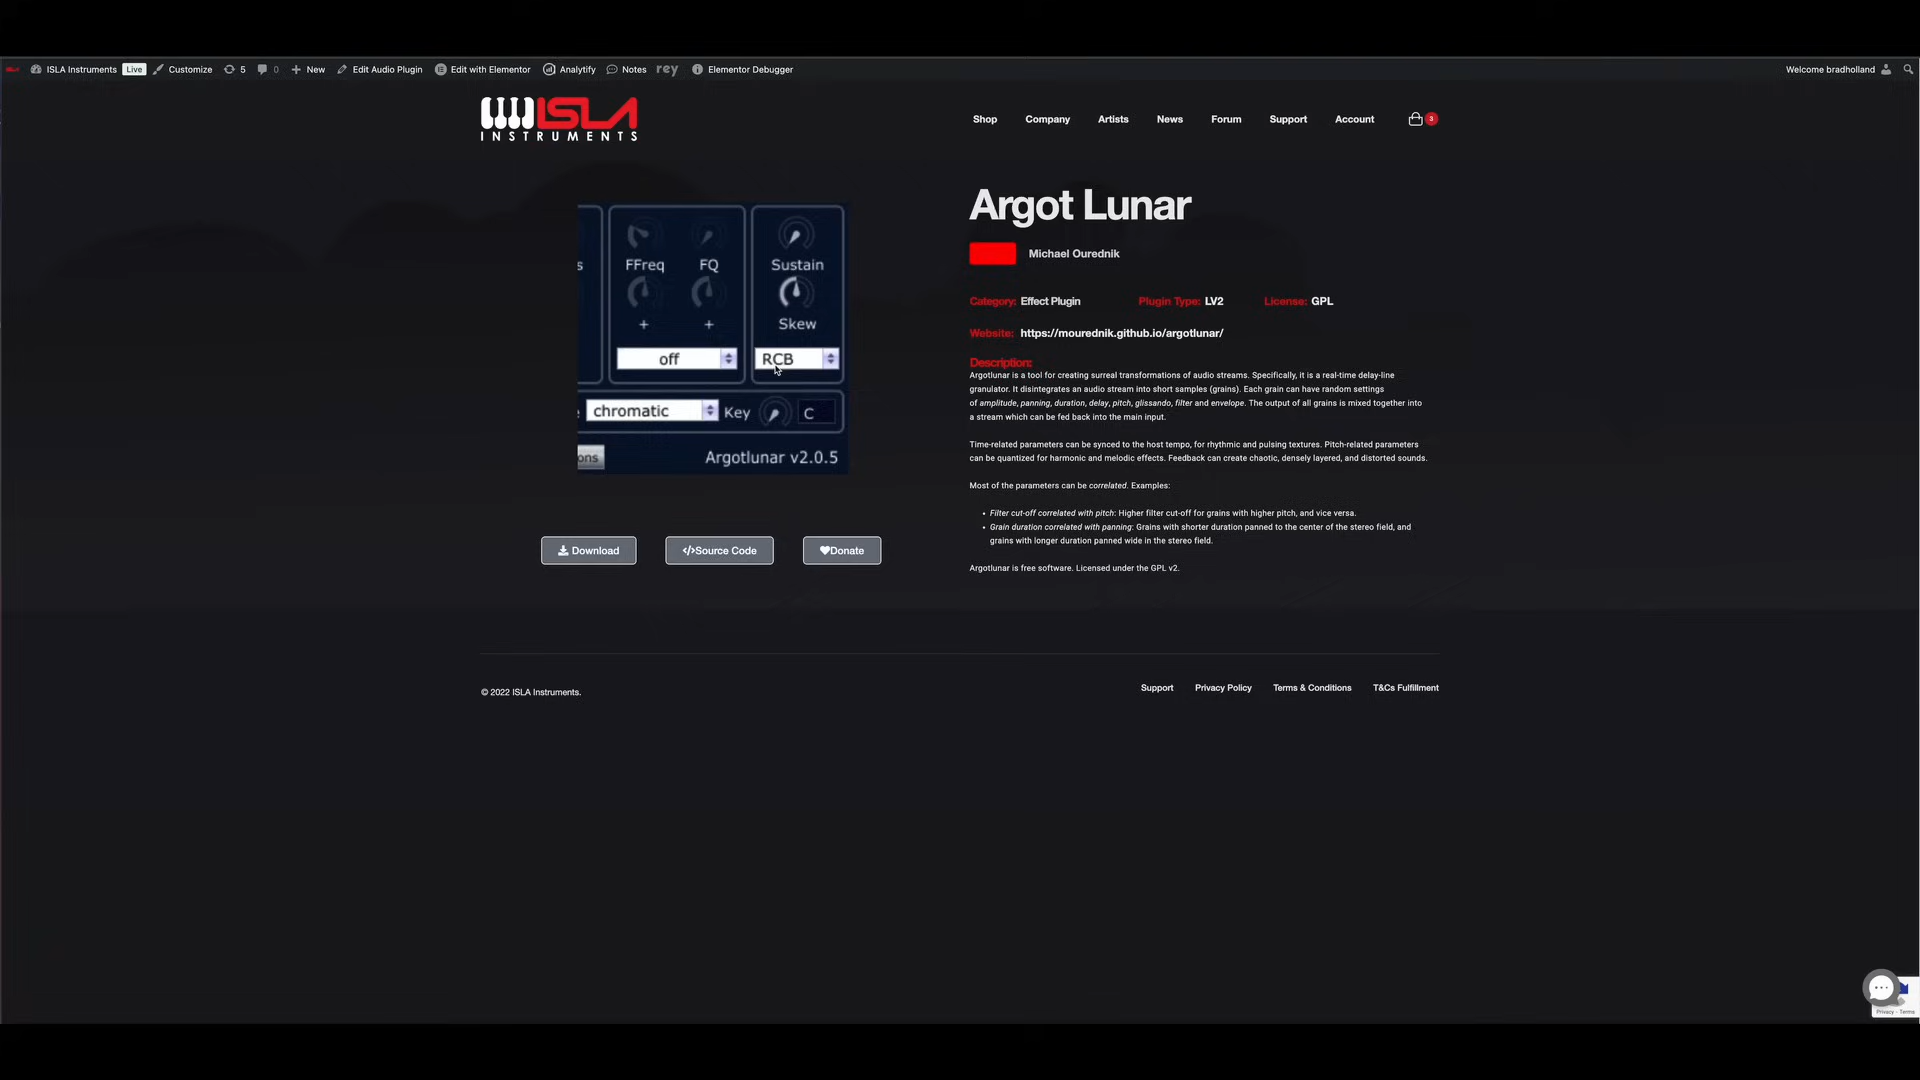 ISLA Instruments Live Customize 5 0 New Edit Audio Plugin Edit with Elementor Analytify Notes rey Elementor Debugger Welcome bradholland
ISLA
INSTRUMENTS
Shop Company Artists News Forum Support Account 3
Argot Lunar
Michael Ourednik
Category: Effect Plugin Plugin Type: LV2 License: GPL
Website: https://mourednik.github.io/argotlunar/
Description:
Argotlunar is a tool for creating surreal transformations of audio streams. Specifically, it is a real-time delay-line
granulator. It disintegrates an audio stream into short samples (grains). Each grain can have random settings
of amplitude, panning, duration, delay, pitch, glissando, filter and envelope. The output of all grains is mixed together into
a stream which can be fed back into the main input.
Time-related parameters can be synced to the host tempo, for rhythmic and pulsing textures. Pitch-related parameters
can be quantized for harmonic and melodic effects. Feedback can create chaotic, densely layered, and distorted sounds.
Most of the parameters can be correlated. Examples:
• Filter cut-off correlated with pitch: Higher filter cut-off for grains with higher pitch, and vice versa.
• Grain duration correlated with panning: Grains with shorter duration panned to the center of the stereo field, and
grains with longer duration panned wide in the stereo field.
Argotlunar is free software. Licensed under the GPL v2.
s FFreq FQ Sustain
+ + Skew
off RCB
chromatic Key C
ons Argotlunar v2.0.5
Download </>Source Code Donate
© 2022 ISLA Instruments.
Support Privacy Policy Terms & Conditions T&Cs Fulfillment
Privacy - Terms